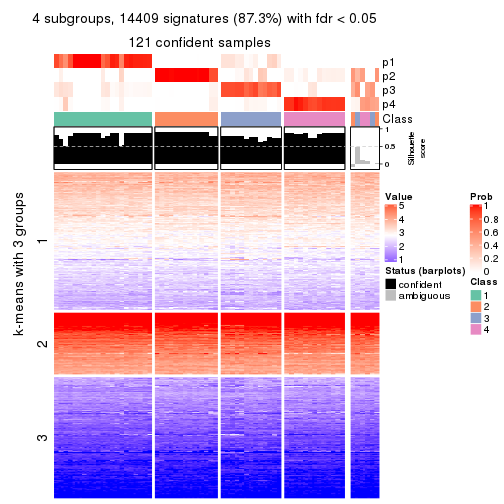 4 subgroups, 14409 signatures (87.3%) with fdr < 0.05
121 confident samples
p1
p2
p3
p4
Class
1
0.5
0
Silhouette
score
k-means with 3 groups
1
2
3
Value
5
4
3
2
1
Status (barplots)
confident
ambiguous
Prob
1
0.8
0.6
0.4
0.2
0
Class
1
2
3
4